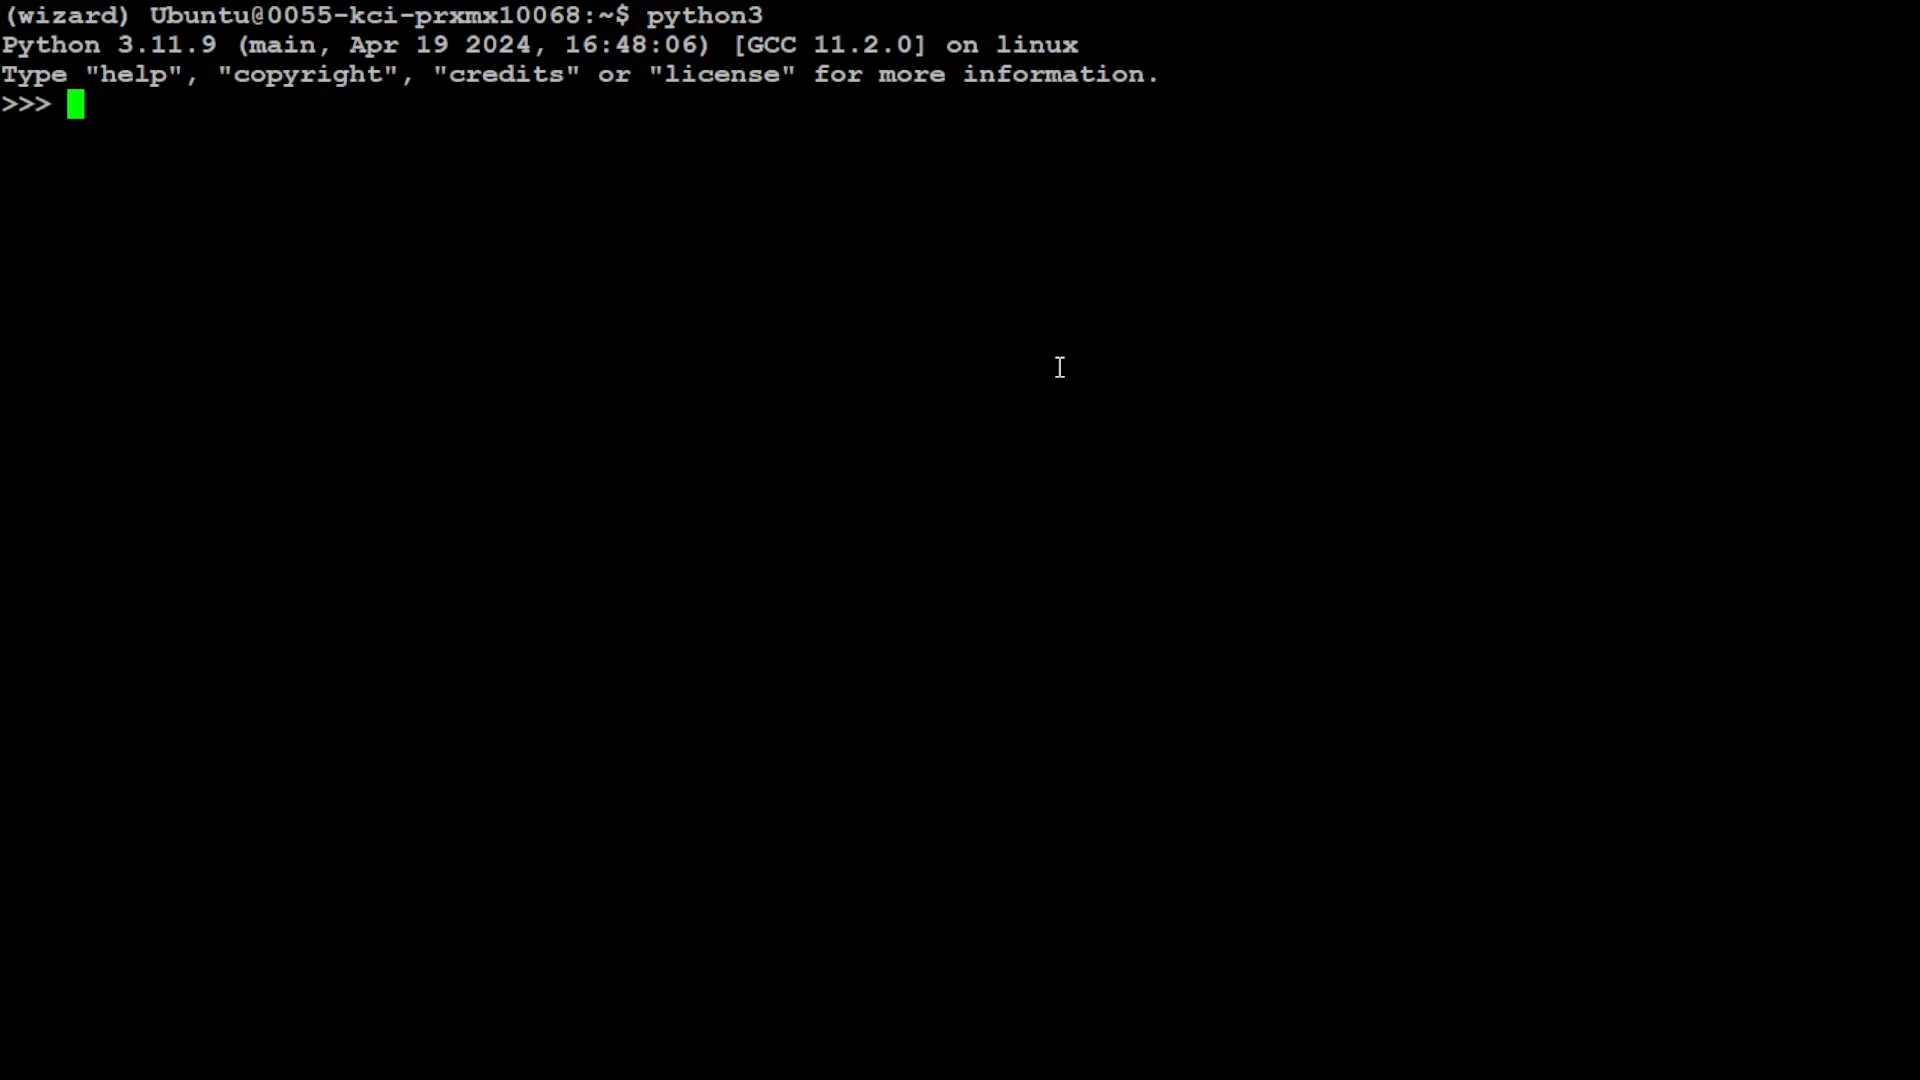 (wizard) Ubuntu@0055-kci-prxmx10068:~$ python3
Python 3.11.9 (main, Apr 19 2024, 16:48:06) [GCC 11.2.0] on linux
Type "help", "copyright", "credits" or "license" for more information.
>>>